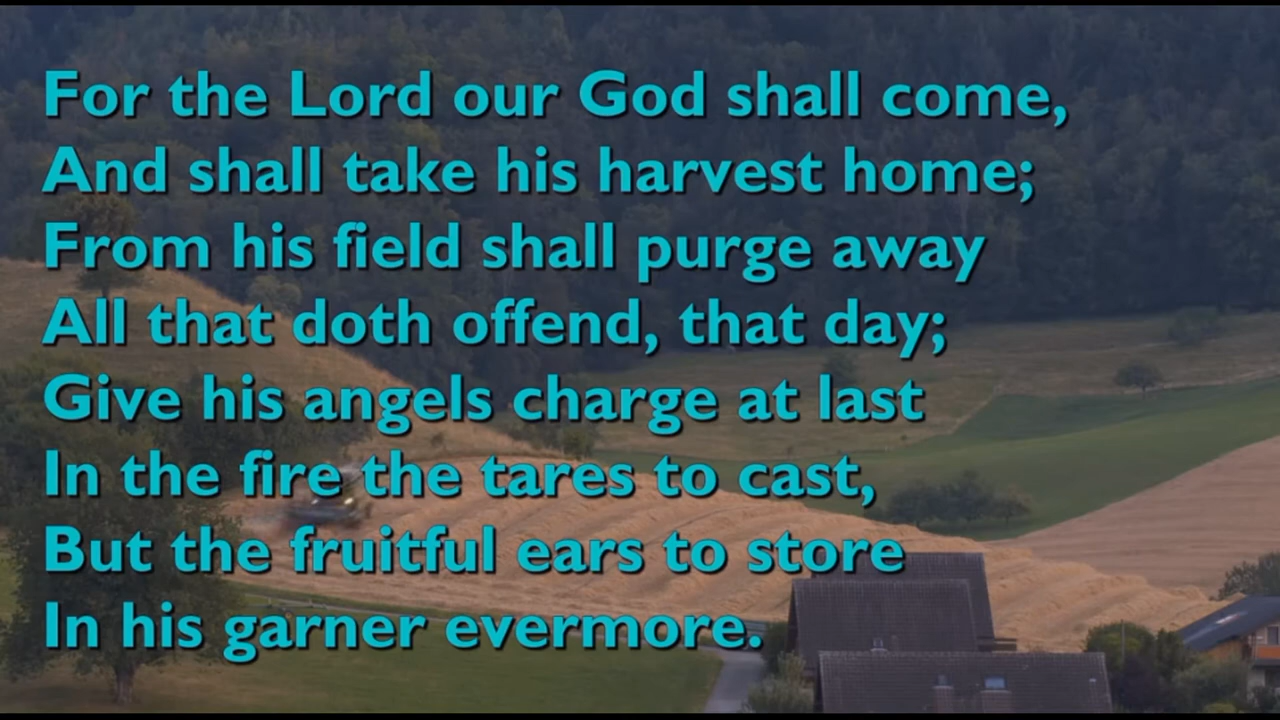 For the Lord our God shall come,
And shall take his harvest home;
From his field shall purge away
All that doth offend, that day;
Give his angels charge at last
In the fire the tares to cast,
But the fruitful ears to store
In his garner evermore.